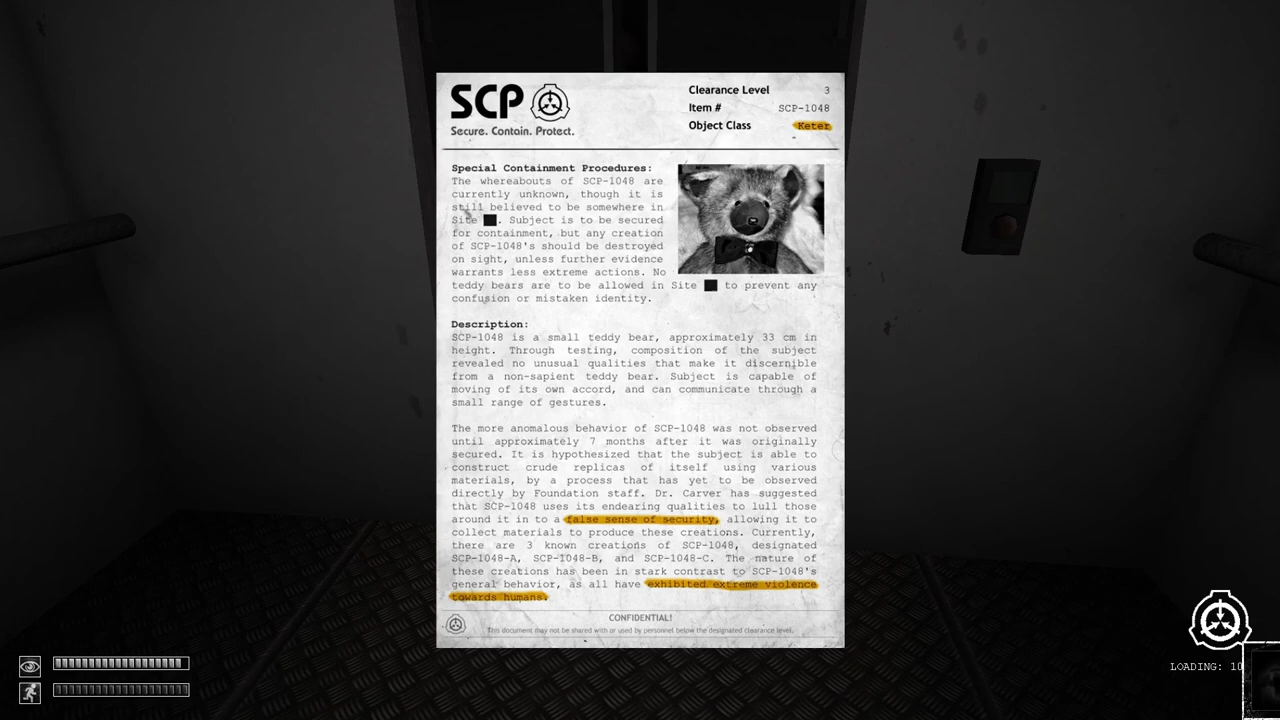 SCP
Secure. Contain. Protect.
Clearance Level 3
Item # SCP-1048
Object Class Keter
Special Containment Procedures:
The whereabouts of SCP-1048 are
currently unknown, though it is
still believed to be somewhere in
Site ██. Subject is to be secured
for containment, but any creation
of SCP-1048's should be destroyed
on sight, unless further evidence
warrants less extreme actions. No
teddy bears are to be allowed in Site ██ to prevent any
confusion or mistaken identity.
Description:
SCP-1048 is a small teddy bear, approximately 33 cm in
height. Through testing, composition of the subject
revealed no unusual qualities that make it discernible
from a non-sapient teddy bear. Subject is capable of
moving of its own accord, and can communicate through a
small range of gestures.
The more anomalous behavior of SCP-1048 was not observed
until approximately 7 months after it was originally
secured. It is hypothesized that the subject is able to
construct crude replicas of itself using various
materials, by a process that has yet to be observed
directly by Foundation staff. Dr. Carver has suggested
that SCP-1048 uses its endearing qualities to lull those
around it in to a false sense of security, allowing it to
collect materials to produce these creations. Currently,
there are 3 known creations of SCP-1048, designated
SCP-1048-A, SCP-1048-B, and SCP-1048-C. The nature of
these creations has been in stark contrast to SCP-1048's
general behavior, as all have exhibited extreme violence
towards humans.
CONFIDENTIAL!
This document may not be shared with or used by personnel below the designated clearance level.
LOADING: 10